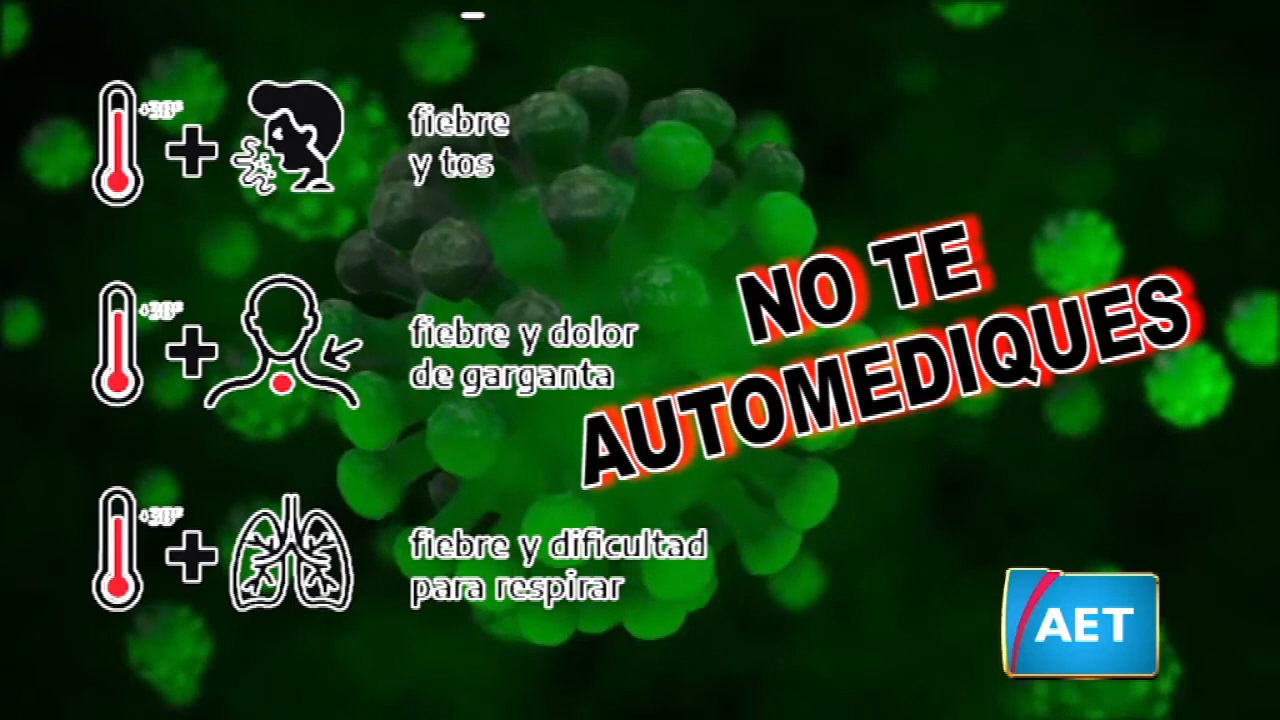 fiebre
y tos
fiebre y dolor
de garganta
fiebre y dificultad
para respirar
NO TE
AUTOMEDIQUES
AET